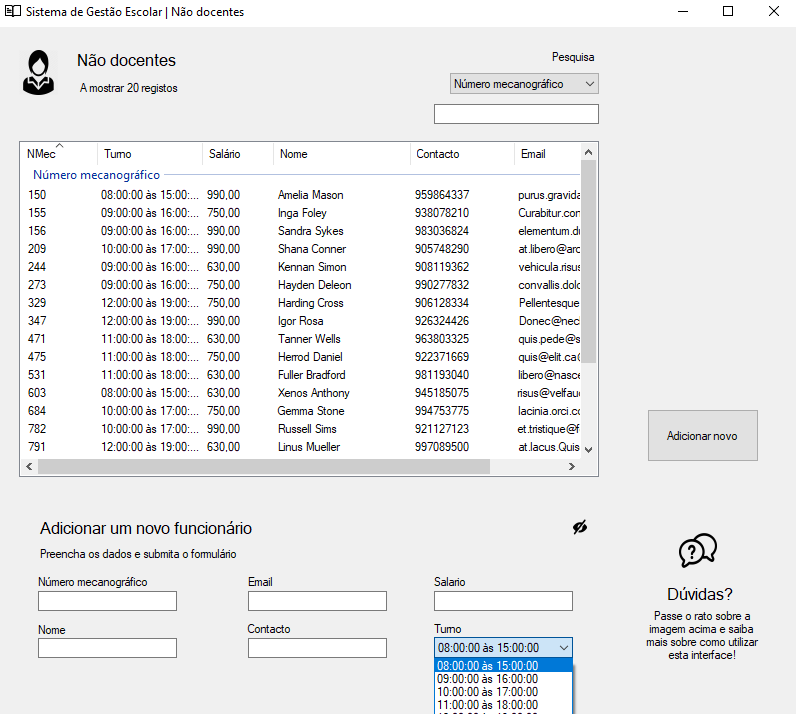 Sistema de Gestão Escolar | Não docentes
Não docentes
A mostrar 20 registos
Pesquisa
Número mecanográfico
NMec Turno Salário Nome Contacto Email
Número mecanográfico
150 08:00:00 às 15:00:... 990,00 Amelia Mason 959864337 purus.gravida
155 09:00:00 às 16:00:... 750,00 Inga Foley 938078210 Curabitur.con
156 09:00:00 às 16:00:... 990,00 Sandra Sykes 983036824 elementum.du
209 10:00:00 às 17:00:... 990,00 Shana Conner 905748290 at.libero@arc
244 09:00:00 às 16:00:... 630,00 Kennan Simon 908119362 vehicula.risus
273 09:00:00 às 16:00:... 750,00 Hayden Deleon 990277832 convallis.dolo
329 12:00:00 às 19:00:... 750,00 Harding Cross 906128334 Pellentesque
347 12:00:00 às 19:00:... 990,00 Igor Rosa 926324426 Donec@nec
471 11:00:00 às 18:00:... 630,00 Tanner Wells 963803325 quis.pede@s
475 11:00:00 às 18:00:... 750,00 Herrod Daniel 922371669 quis@elit.ca
531 11:00:00 às 18:00:... 630,00 Fuller Bradford 981193040 libero@nasce
603 08:00:00 às 15:00:... 630,00 Xenos Anthony 945185075 risus@velfauc
684 10:00:00 às 17:00:... 750,00 Gemma Stone 994753775 lacinia.orci.co
782 10:00:00 às 17:00:... 990,00 Russell Sims 921127123 et.tristique@f
791 12:00:00 às 19:00:... 630,00 Linus Mueller 997089500 at.lacus.Quis
Adicionar novo
Adicionar um novo funcionário
Preencha os dados e submita o formulário
Número mecanográfico Email Salario
Nome Contacto Turno
08:00:00 às 15:00:00
08:00:00 às 15:00:00
09:00:00 às 16:00:00
10:00:00 às 17:00:00
11:00:00 às 18:00:00
Dúvidas?
Passe o rato sobre a
imagem acima e saiba
mais sobre como utilizar
esta interface!